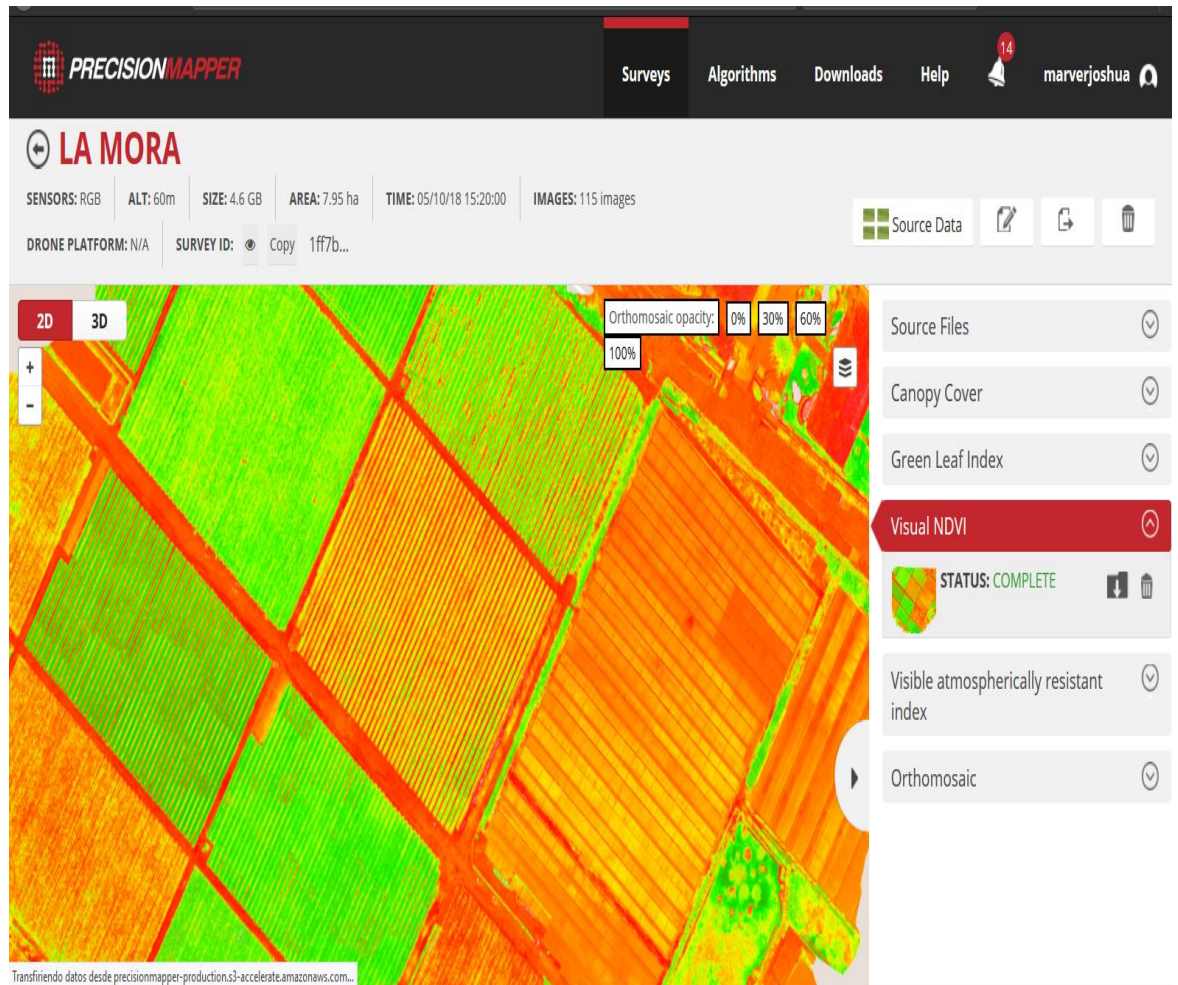 PRECISIONMAPPER
Surveys Algorithms Downloads Help 14 marverjoshua
LA MORA
SENSORS: RGB ALT: 60m SIZE: 4.6 GB AREA: 7.95 ha TIME: 05/10/18 15:20:00 IMAGES: 115 images
DRONE PLATFORM: N/A SURVEY ID: Copy 1ff7b...
Source Data
2D 3D
+
-
Orthomosaic opacity: 0% 30% 60%
100%
Source Files
Canopy Cover
Green Leaf Index
Visual NDVI
STATUS: COMPLETE
Visible atmospherically resistant
index
Orthomosaic
Transfiriendo datos desde precisionmapper-production.s3-accelerate.amazonaws.com...